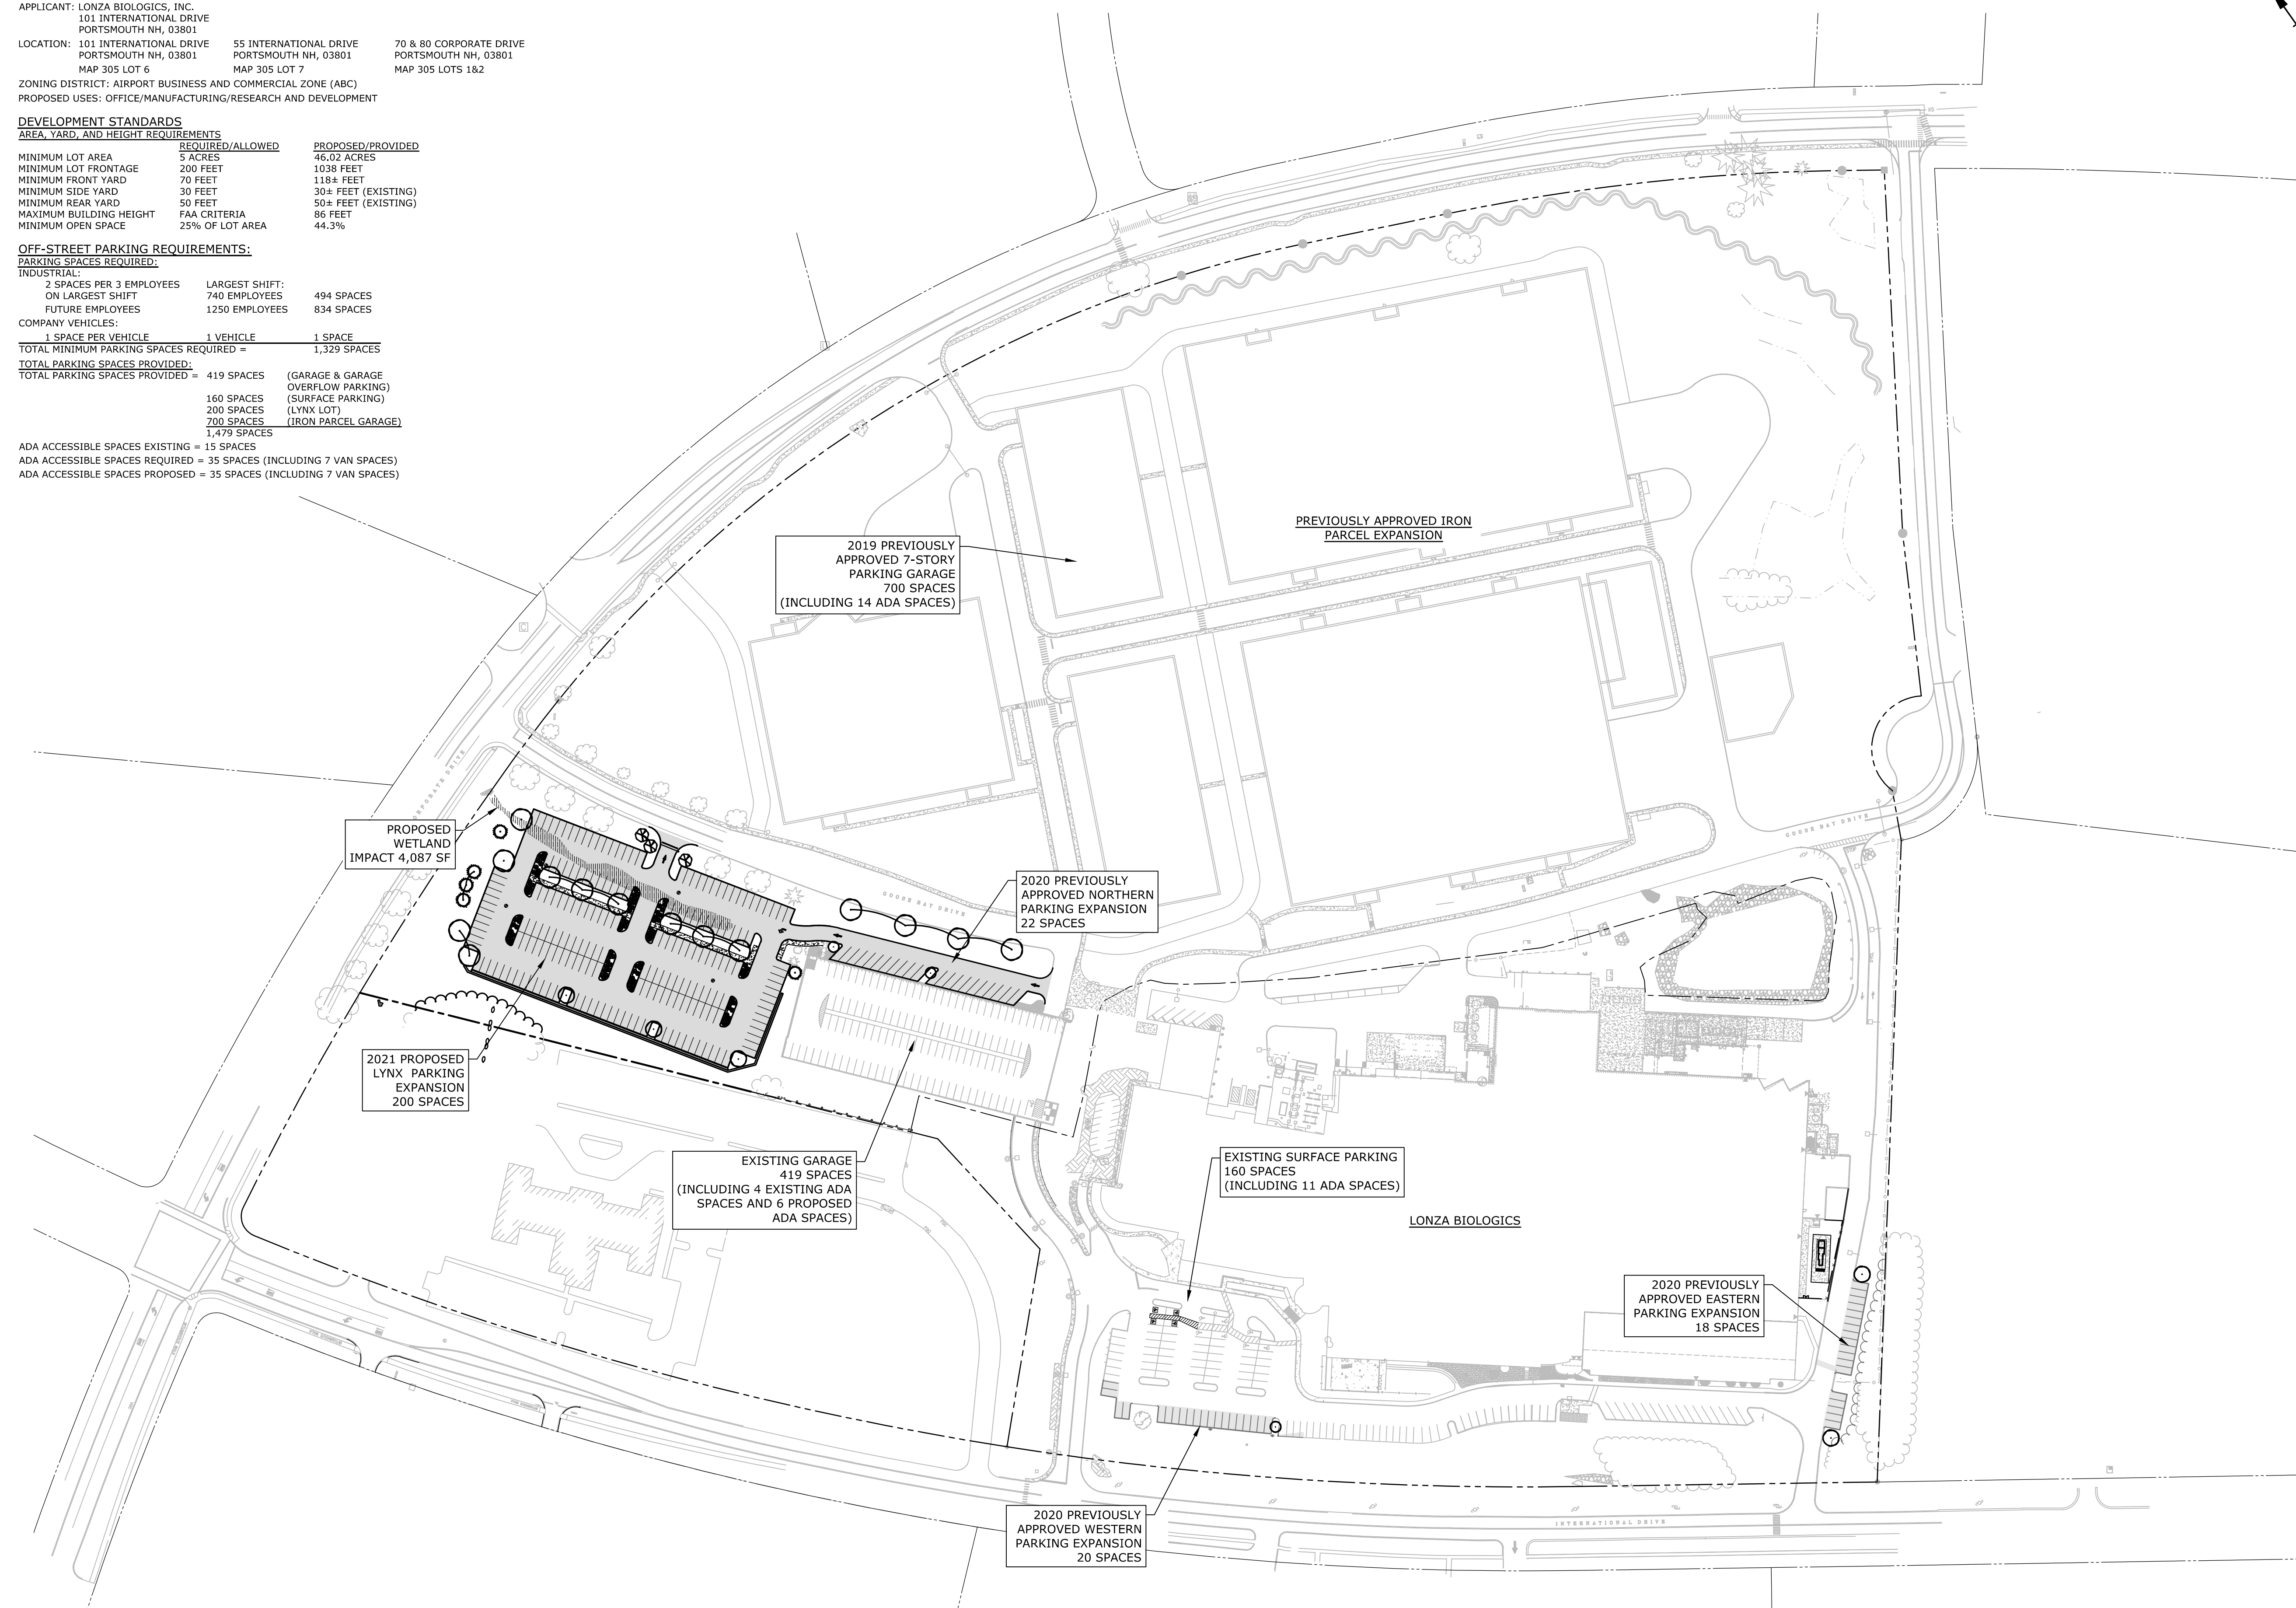 APPLICANT: LONZA BIOLOGICS, INC.
101 INTERNATIONAL DRIVE
PORTSMOUTH NH, 03801
LOCATION: 101 INTERNATIONAL DRIVE 55 INTERNATIONAL DRIVE 70 & 80 CORPORATE DRIVE
PORTSMOUTH NH, 03801 PORTSMOUTH NH, 03801 PORTSMOUTH NH, 03801
MAP 305 LOT 6 MAP 305 LOT 7 MAP 305 LOTS 1&2
ZONING DISTRICT: AIRPORT BUSINESS AND COMMERCIAL ZONE (ABC)
PROPOSED USES: OFFICE/MANUFACTURING/RESEARCH AND DEVELOPMENT
DEVELOPMENT STANDARDS
AREA, YARD, AND HEIGHT REQUIREMENTS
REQUIRED/ALLOWED PROPOSED/PROVIDED
MINIMUM LOT AREA 5 ACRES 46.02 ACRES
MINIMUM LOT FRONTAGE 200 FEET 1038 FEET
MINIMUM FRONT YARD 70 FEET 118± FEET
MINIMUM SIDE YARD 30 FEET 30± FEET (EXISTING)
MINIMUM REAR YARD 50 FEET 50± FEET (EXISTING)
MAXIMUM BUILDING HEIGHT FAA CRITERIA 86 FEET
MINIMUM OPEN SPACE 25% OF LOT AREA 44.3%
OFF-STREET PARKING REQUIREMENTS:
PARKING SPACES REQUIRED:
INDUSTRIAL:
2 SPACES PER 3 EMPLOYEES LARGEST SHIFT:
ON LARGEST SHIFT 740 EMPLOYEES 494 SPACES
FUTURE EMPLOYEES 1250 EMPLOYEES 834 SPACES
COMPANY VEHICLES:
1 SPACE PER VEHICLE 1 VEHICLE 1 SPACE
TOTAL MINIMUM PARKING SPACES REQUIRED = 1,329 SPACES
TOTAL PARKING SPACES PROVIDED:
TOTAL PARKING SPACES PROVIDED = 419 SPACES (GARAGE & GARAGE
OVERFLOW PARKING)
160 SPACES (SURFACE PARKING)
200 SPACES (LYNX LOT)
700 SPACES (IRON PARCEL GARAGE)
1,479 SPACES
ADA ACCESSIBLE SPACES EXISTING = 15 SPACES
ADA ACCESSIBLE SPACES REQUIRED = 35 SPACES (INCLUDING 7 VAN SPACES)
ADA ACCESSIBLE SPACES PROPOSED = 35 SPACES (INCLUDING 7 VAN SPACES)
PREVIOUSLY APPROVED IRON
PARCEL EXPANSION
2019 PREVIOUSLY
APPROVED 7-STORY
PARKING GARAGE
700 SPACES
(INCLUDING 14 ADA SPACES)
CORPORATE DRIVE
GOOSE BAY DRIVE
PROPOSED
WETLAND
IMPACT 4,087 SF
2020 PREVIOUSLY
APPROVED NORTHERN
PARKING EXPANSION
22 SPACES
GOOSE BAY DRIVE
2021 PROPOSED
LYNX PARKING
EXPANSION
200 SPACES
EXISTING GARAGE
419 SPACES
(INCLUDING 4 EXISTING ADA
SPACES AND 6 PROPOSED
ADA SPACES)
EXISTING SURFACE PARKING
160 SPACES
(INCLUDING 11 ADA SPACES)
LONZA BIOLOGICS
2020 PREVIOUSLY
APPROVED EASTERN
PARKING EXPANSION
18 SPACES
2020 PREVIOUSLY
APPROVED WESTERN
PARKING EXPANSION
20 SPACES
INTERNATIONAL DRIVE